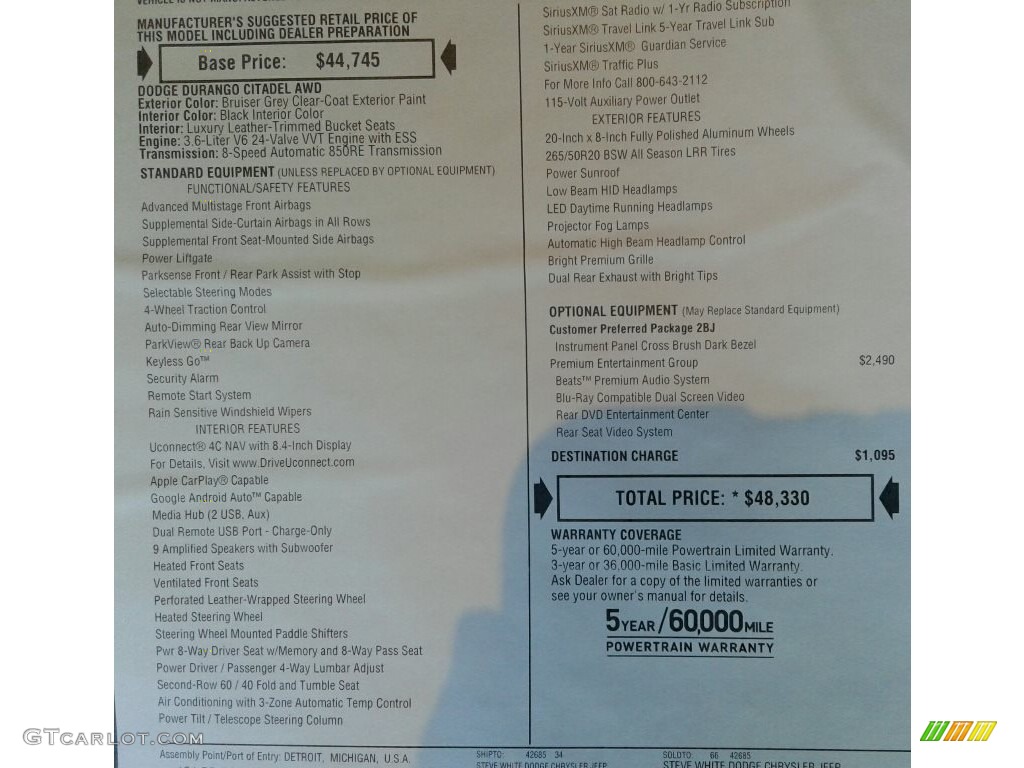 MANUFACTURER'S SUGGESTED RETAIL PRICE OF
THIS MODEL INCLUDING DEALER PREPARATION
Base Price: $44,745
DODGE DURANGO CITADEL AWD
Exterior Color: Bruiser Grey Clear-Coat Exterior Paint
Interior Color: Black Interior Color
Interior: Luxury Leather-Trimmed Bucket Seats
Engine: 3.6-Liter V6 24-Valve VVT Engine with ESS
Transmission: 8-Speed Automatic 850RE Transmission
STANDARD EQUIPMENT (UNLESS REPLACED BY OPTIONAL EQUIPMENT)
FUNCTIONAL/SAFETY FEATURES
Advanced Multistage Front Airbags
Supplemental Side-Curtain Airbags in All Rows
Supplemental Front Seat-Mounted Side Airbags
Power Liftgate
Parksense Front / Rear Park Assist with Stop
Selectable Steering Modes
4-Wheel Traction Control
Auto-Dimming Rear View Mirror
ParkView® Rear Back Up Camera
Keyless Go™
Security Alarm
Remote Start System
Rain Sensitive Windshield Wipers
INTERIOR FEATURES
Uconnect® 4C NAV with 8.4-Inch Display
For Details, Visit www.DriveUconnect.com
Apple CarPlay® Capable
Google Android Auto™ Capable
Media Hub (2 USB, Aux)
Dual Remote USB Port - Charge-Only
9 Amplified Speakers with Subwoofer
Heated Front Seats
Ventilated Front Seats
Perforated Leather-Wrapped Steering Wheel
Heated Steering Wheel
Steering Wheel Mounted Paddle Shifters
Pwr 8-Way Driver Seat w/Memory and 8-Way Pass Seat
Power Driver / Passenger 4-Way Lumbar Adjust
Second-Row 60 / 40 Fold and Tumble Seat
Air Conditioning with 3-Zone Automatic Temp Control
Power Tilt / Telescope Steering Column
SiriusXM® Sat Radio w/ 1-Yr Radio Subscription
SiriusXM® Travel Link 5-Year Travel Link Sub
1-Year SiriusXM® Guardian Service
SiriusXM® Traffic Plus
For More Info Call 800-643-2112
115-Volt Auxiliary Power Outlet
EXTERIOR FEATURES
20-Inch x 8-Inch Fully Polished Aluminum Wheels
265/50R20 BSW All Season LRR Tires
Power Sunroof
Low Beam HID Headlamps
LED Daytime Running Headlamps
Projector Fog Lamps
Automatic High Beam Headlamp Control
Bright Premium Grille
Dual Rear Exhaust with Bright Tips
OPTIONAL EQUIPMENT (May Replace Standard Equipment)
Customer Preferred Package 2BJ
Instrument Panel Cross Brush Dark Bezel
Premium Entertainment Group $2,490
Beats™ Premium Audio System
Blu-Ray Compatible Dual Screen Video
Rear DVD Entertainment Center
Rear Seat Video System
DESTINATION CHARGE $1,095
TOTAL PRICE: * $48,330
WARRANTY COVERAGE
5-year or 60,000-mile Powertrain Limited Warranty.
3-year or 36,000-mile Basic Limited Warranty.
Ask Dealer for a copy of the limited warranties or
see your owner's manual for details.
5YEAR/60,000MILE
POWERTRAIN WARRANTY
GTCARLOT.COM
Assembly Point/Port of Entry: DETROIT, MICHIGAN, U.S.A.
SHIPTO: 42685 34
STEVE WHITE DODGE CHRYSLER JEEP
SOLDTO: 66 42685
STEVE WHITE DODGE CHRYSLER JEEP